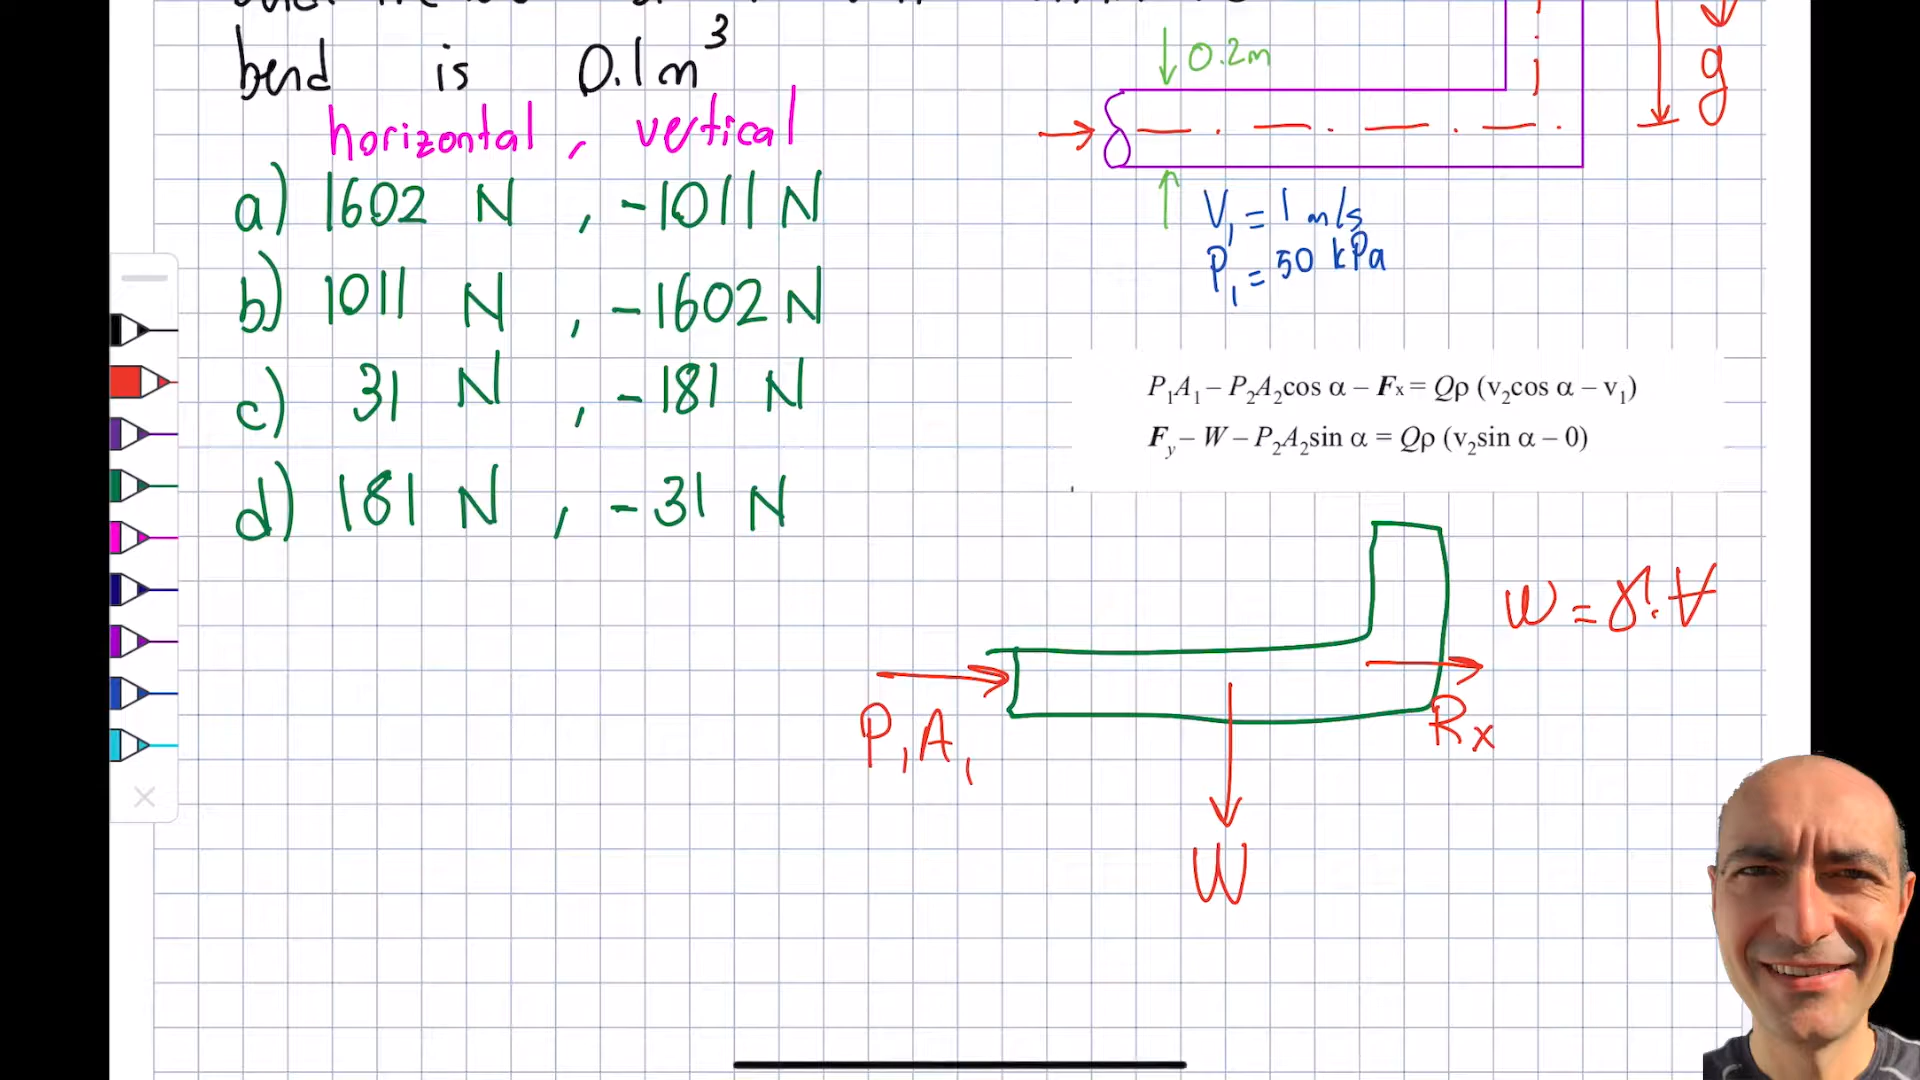 bend is 0.1m³
horizontal, vertical
a) 1602 N , -1011 N
b) 1011 N , -1602 N
c) 31 N , -181 N
d) 181 N , -31 N
0.2m
g
V₁ = 1 m/s
P₁ = 50 kPa
P₁A₁ – P₂A₂cos α – Fx = Qρ (v₂cos α – v₁)
Fy – W – P₂A₂sin α = Qρ (v₂sin α – 0)
W = γ.V
P₁A₁
Rx
W